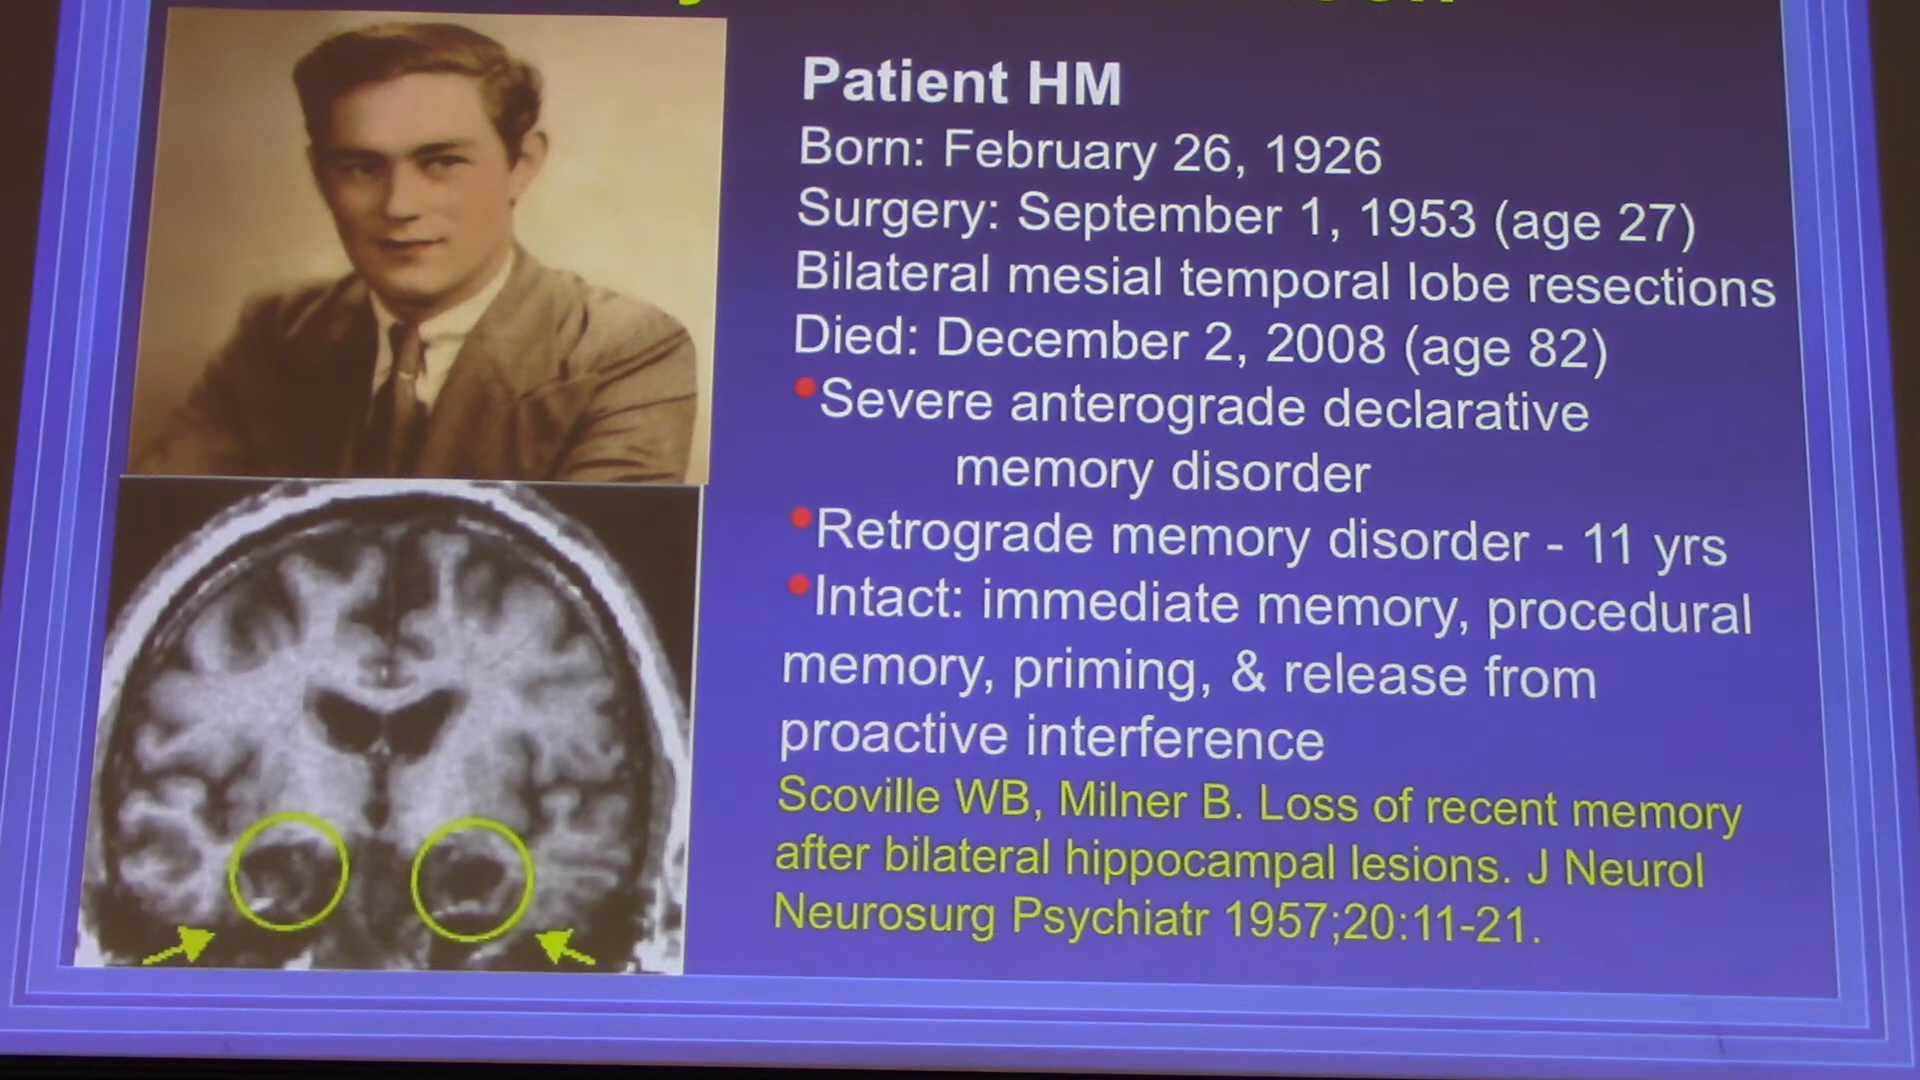 Patient HM
Born: February 26, 1926
Surgery: September 1, 1953 (age 27)
Bilateral mesial temporal lobe resections
Died: December 2, 2008 (age 82)
•Severe anterograde declarative
memory disorder
•Retrograde memory disorder - 11 yrs
•Intact: immediate memory, procedural
memory, priming, & release from
proactive interference
Scoville WB, Milner B. Loss of recent memory
after bilateral hippocampal lesions. J Neurol
Neurosurg Psychiatr 1957;20:11-21.